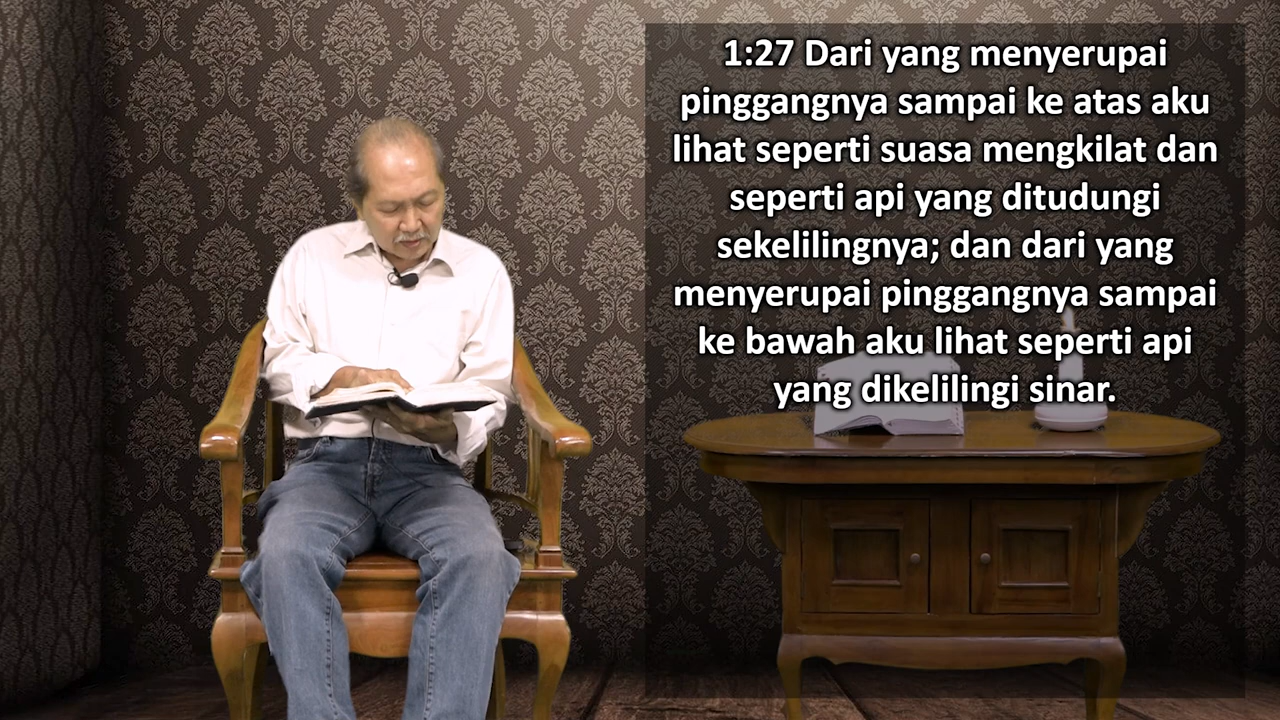 1:27 Dari yang menyerupai
pinggangnya sampai ke atas aku
lihat seperti suasa mengkilat dan
seperti api yang ditudungi
sekelilingnya; dan dari yang
menyerupai pinggangnya sampai
ke bawah aku lihat seperti api
yang dikelilingi sinar.